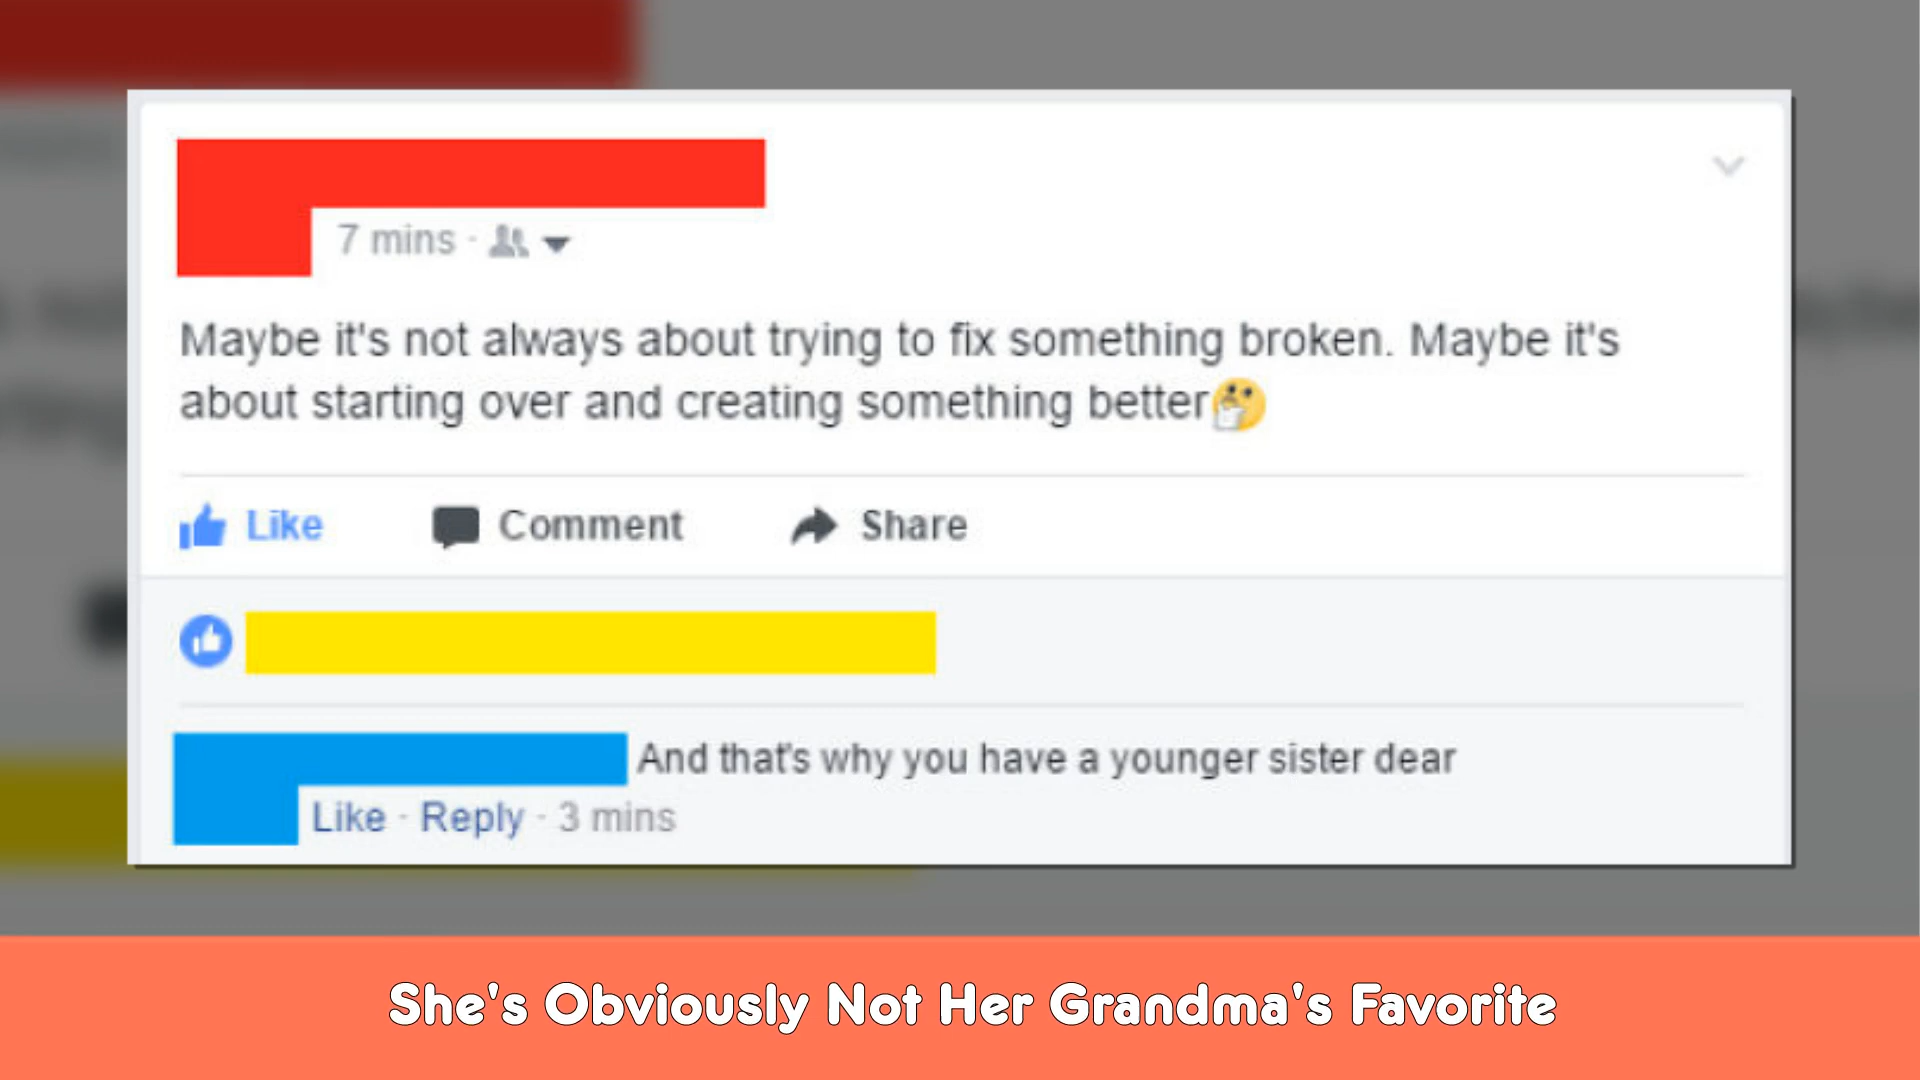 7 mins ·
Maybe it's not always about trying to fix something broken. Maybe it's
about starting over and creating something better🤔
Like Comment Share
And that's why you have a younger sister dear
Like · Reply · 3 mins
She's Obviously Not Her Grandma's Favorite